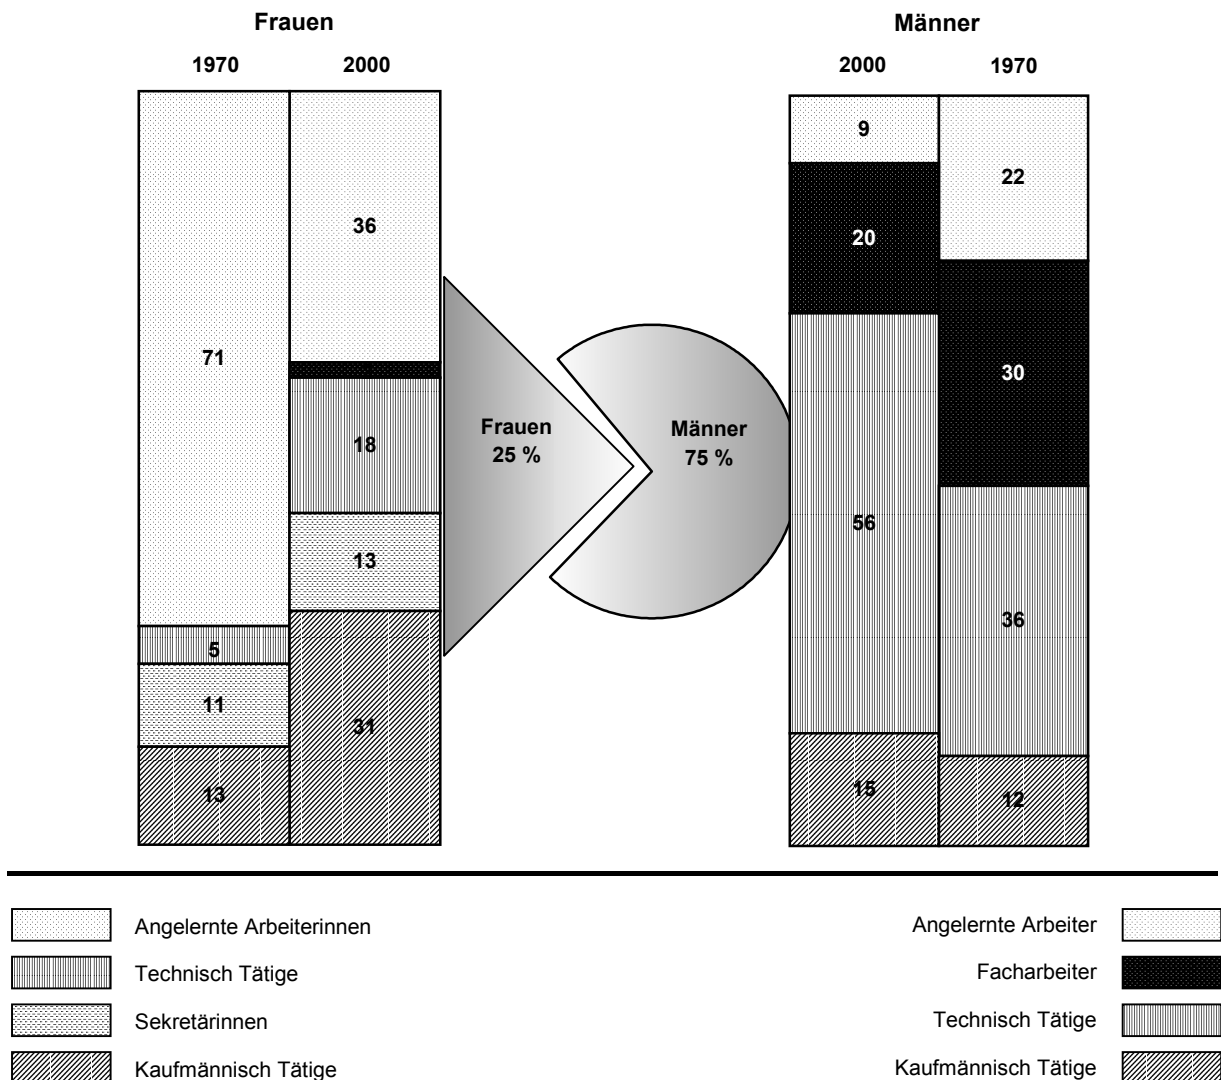 Frauen
Männer
1970
2000
2000
1970
9
22
36
20
71
30
Frauen
25 %
Männer
75 %
18
56
13
36
5
11
31
13
15
12
Angelernte Arbeiterinnen
Technisch Tätige
Sekretärinnen
Kaufmännisch Tätige
Angelernte Arbeiter
Facharbeiter
Technisch Tätige
Kaufmännisch Tätige